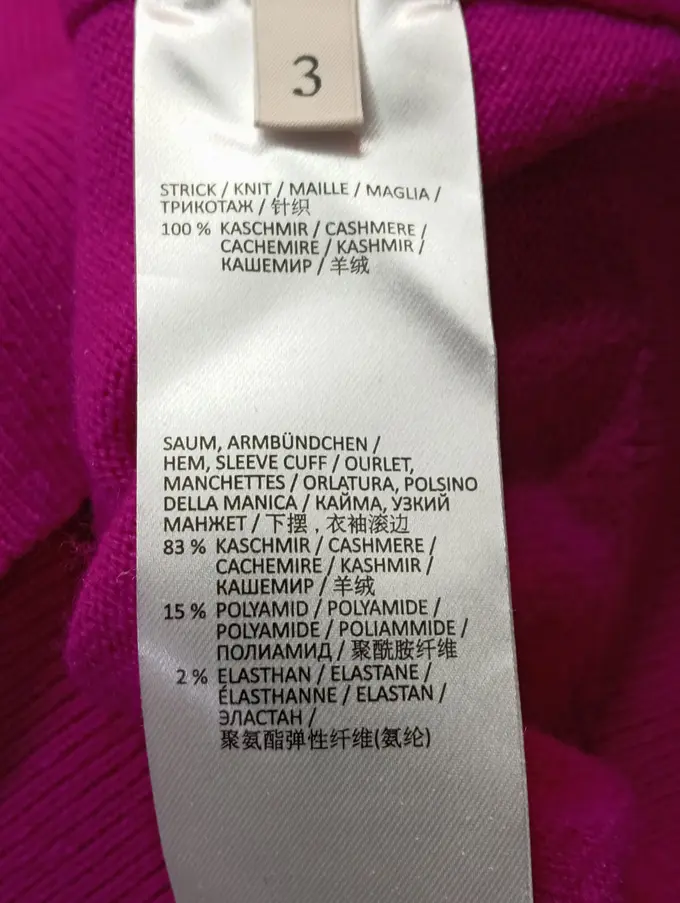 3
STRICK / KNIT / MAILLE / MAGLIA /
ТРИКОТАЖ / 针织
100 % KASCHMIR / CASHMERE /
CACHEMIRE / KASHMIR /
КАШЕМИР / 羊绒
SAUM, ARMBÜNDCHEN /
HEM, SLEEVE CUFF / OURLET,
MANCHETTES / ORLATURA, POLSINO
DELLA MANICA / КАЙМА, УЗКИЙ
МАНЖЕТ / 下摆 , 衣袖滚边
83 % KASCHMIR / CASHMERE /
CACHEMIRE / KASHMIR /
КАШЕМИР / 羊绒
15 % POLYAMID / POLYAMIDE /
POLYAMIDE / POLIAMMIDE /
ПОЛИАМИД / 聚酰胺纤维
2 % ELASTHAN / ELASTANE /
ÉLASTHANNE / ELASTAN /
ЭЛАСТАН /
聚氨酯弹性纤维(氨纶)